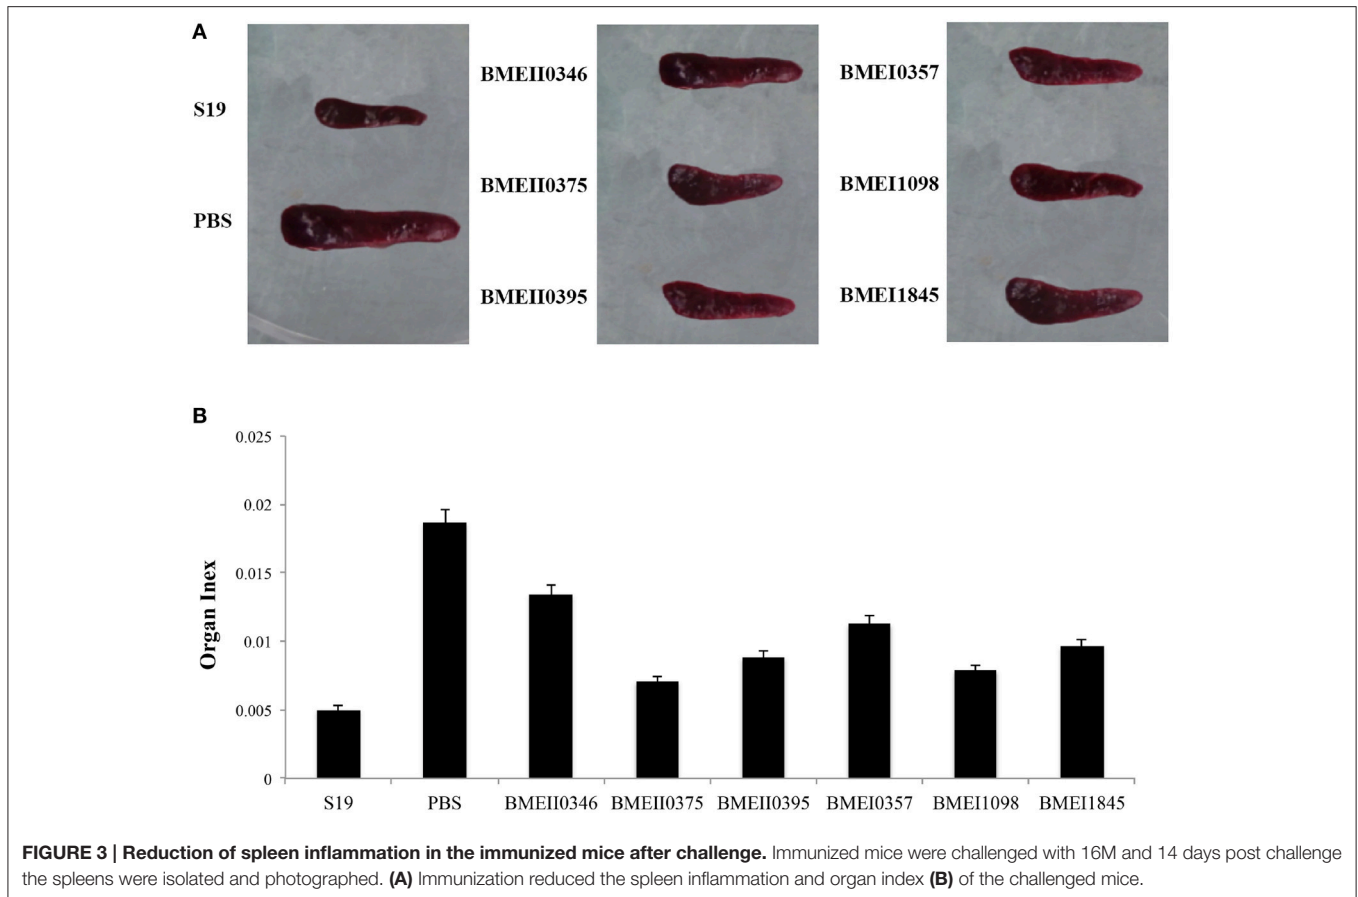 A
S19
PBS
BMEII0346
BMEII0375
BMEII0395
BMEI0357
BMEI1098
BMEI1845
B
Organ Inex
0.025
0.02
0.015
0.01
0.005
0
S19 PBS BMEII0346 BMEII0375 BMEII0395 BMEI0357 BMEI1098 BMEI1845
FIGURE 3 | Reduction of spleen inflammation in the immunized mice after challenge. Immunized mice were challenged with 16M and 14 days post challenge
the spleens were isolated and photographed. (A) Immunization reduced the spleen inflammation and organ index (B) of the challenged mice.